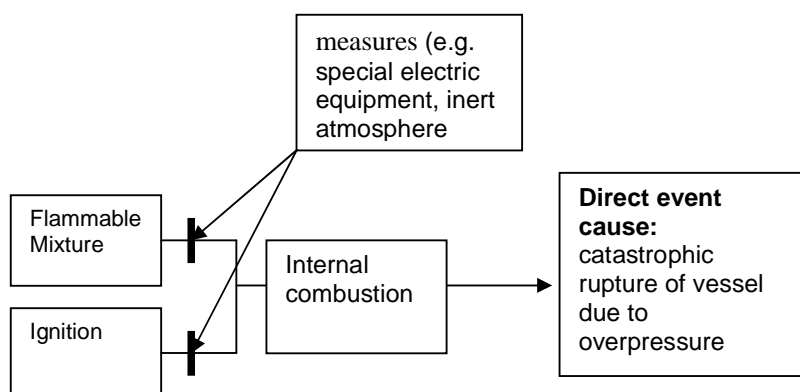 measures (e.g.
special electric
equipment, inert
atmosphere
Flammable
Mixture
Ignition
Internal
combustion
Direct event
cause:
catastrophic
rupture of vessel
due to
overpressure